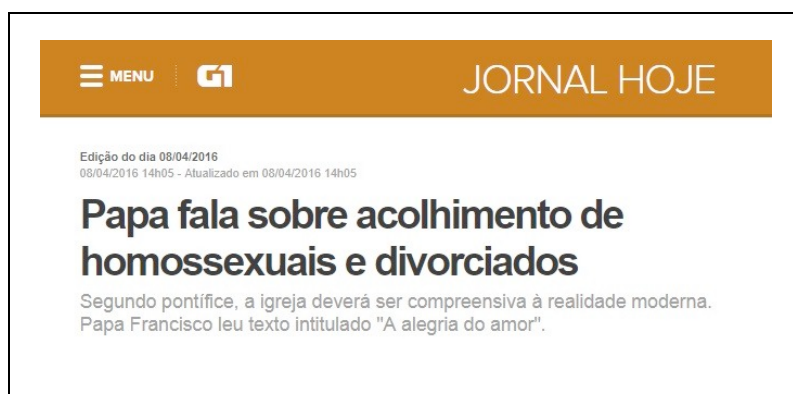 MENU G1 JORNAL HOJE
Edição do dia 08/04/2016
08/04/2016 14h05 - Atualizado em 08/04/2016 14h05
Papa fala sobre acolhimento de
homossexuais e divorciados
Segundo pontífice, a igreja deverá ser compreensiva à realidade moderna.
Papa Francisco leu texto intitulado "A alegria do amor".